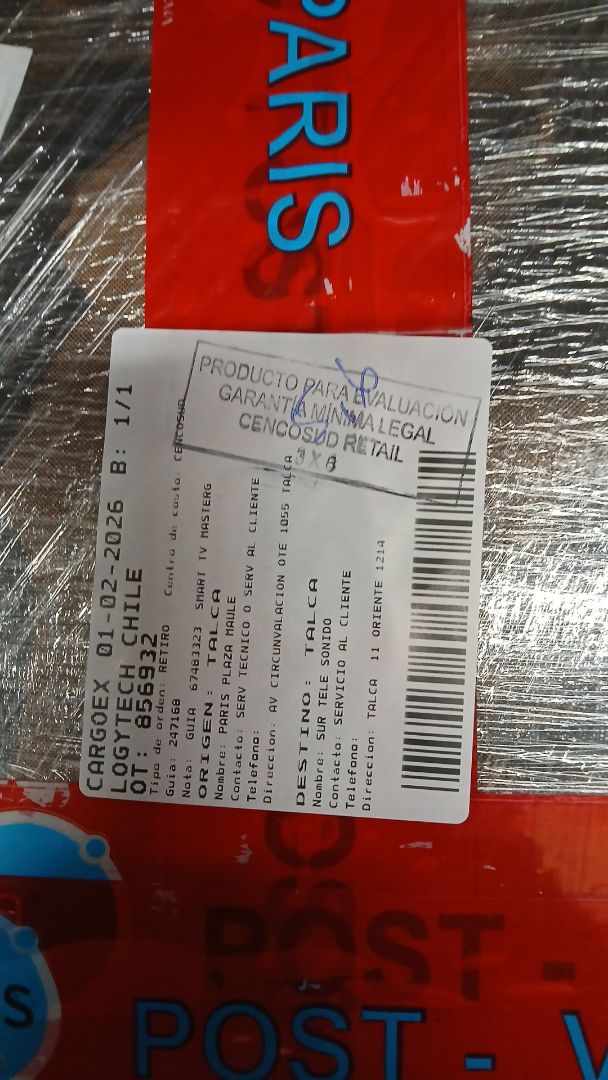 PARIS
CARGOEX 01-02-2026 B: 1/1
LOGYTECH CHILE
OT: 856932
Tipo de orden: RETIRO Centro de costo: CENCOSUD
Guia: 247168
Nota: GUIA 67483323 SMART TV MASTERG
ORIGEN: TALCA
Nombre: PARIS PLAZA MAULE
Contacto: SERV TECNICO O SERV AL CLIENTE
Telefono:
Direccion: AV CIRCUNVALACION OTE 1055 TALCA
DESTINO: TALCA
Nombre: SUR TELE SONIDO
Contacto: SERVICIO AL CLIENTE
Telefono:
Direccion: TALCA 11 ORIENTE 1214
PRODUCTO PARA EVALUACIÓN
GARANTÍA MÍNIMA LEGAL
CENCOSUD RETAIL
3 X 6
POST -
POST - V
S